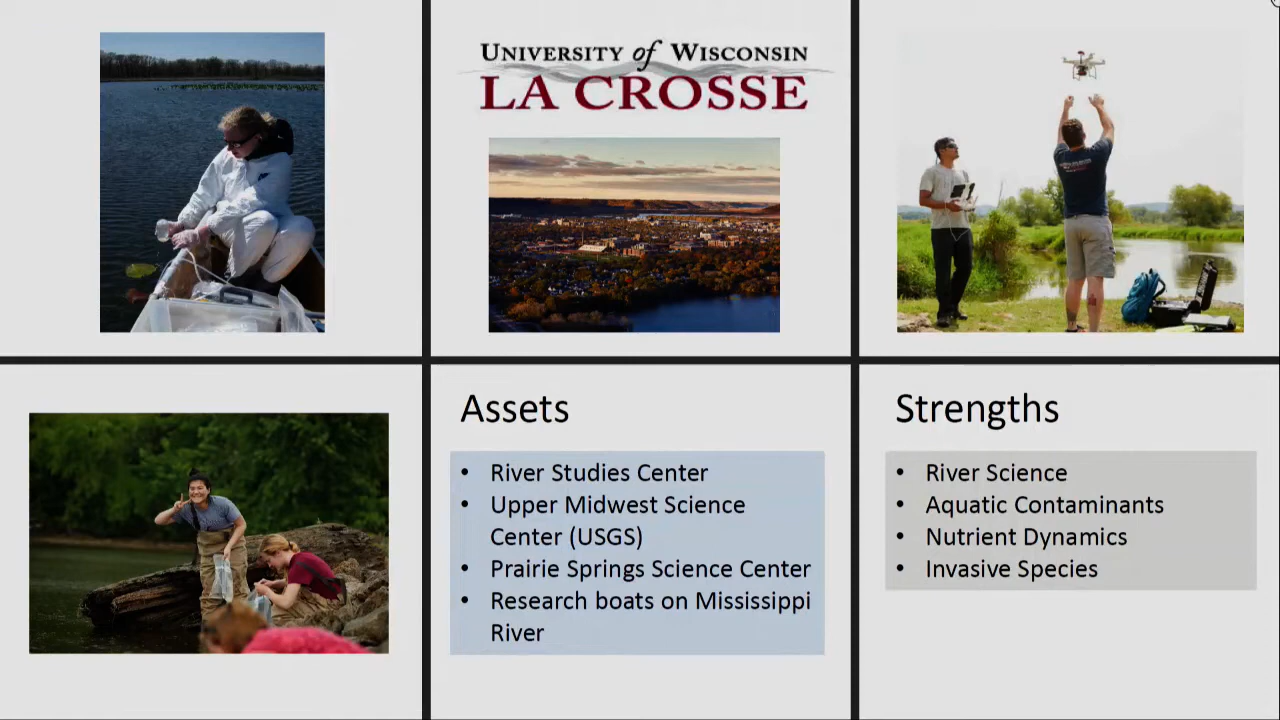 UNIVERSITY of WISCONSIN
LA CROSSE
Assets
• River Studies Center
• Upper Midwest Science
Center (USGS)
• Prairie Springs Science Center
• Research boats on Mississippi
River
Strengths
• River Science
• Aquatic Contaminants
• Nutrient Dynamics
• Invasive Species